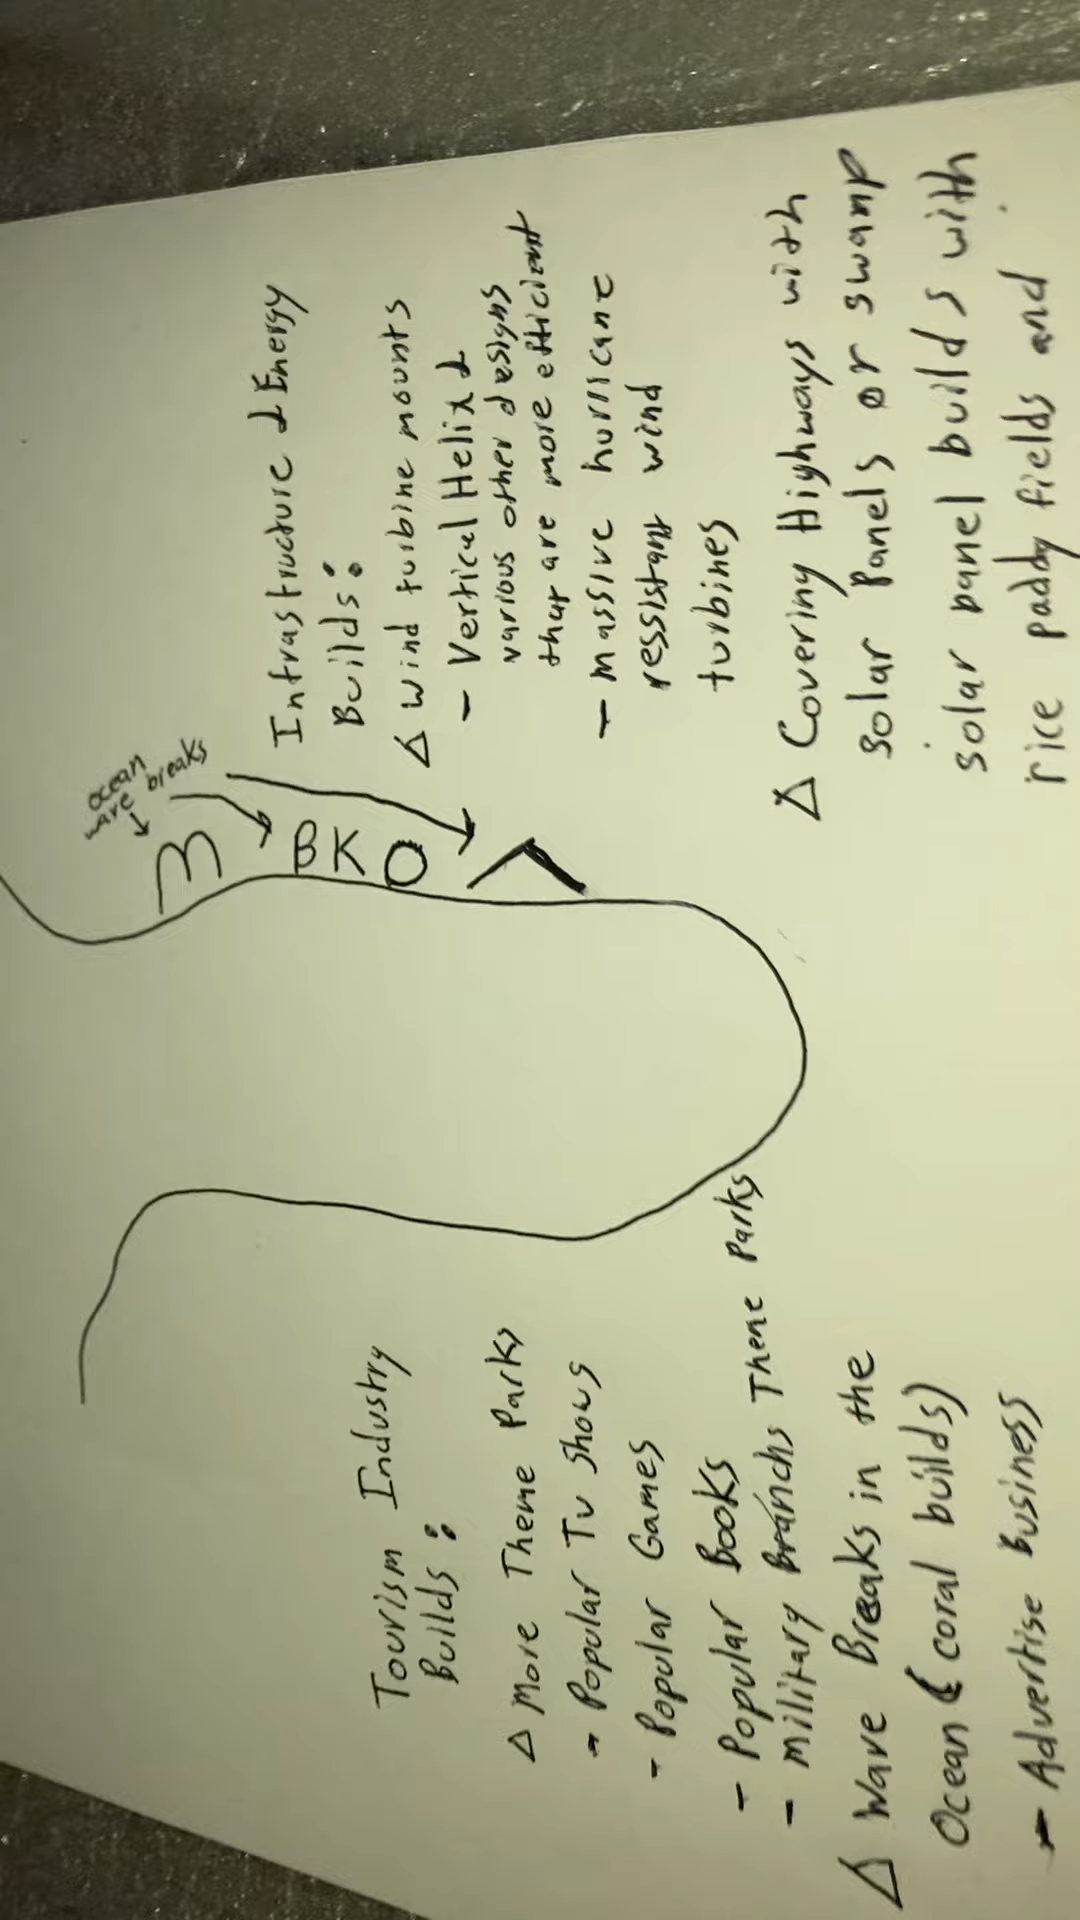 Tourism Industry
Builds:
Δ More Theme Parks
- Popular Tv Shows
- Popular Games
- Popular Books
- Military Branchs Theme Parks
Δ Wave Breaks in the
Ocean (coral builds)
- Advertise Business
ocean
wave breaks
3
BK
O
Infrastructure & Energy
Builds:
Δ Wind turbine mounts
- Vertical Helix &
various other designs
that are more efficient
- massive hurricane
ressistant wind
turbines
Δ Covering Highways with
Solar Panels or swamp
solar panel builds with
rice paddy fields and